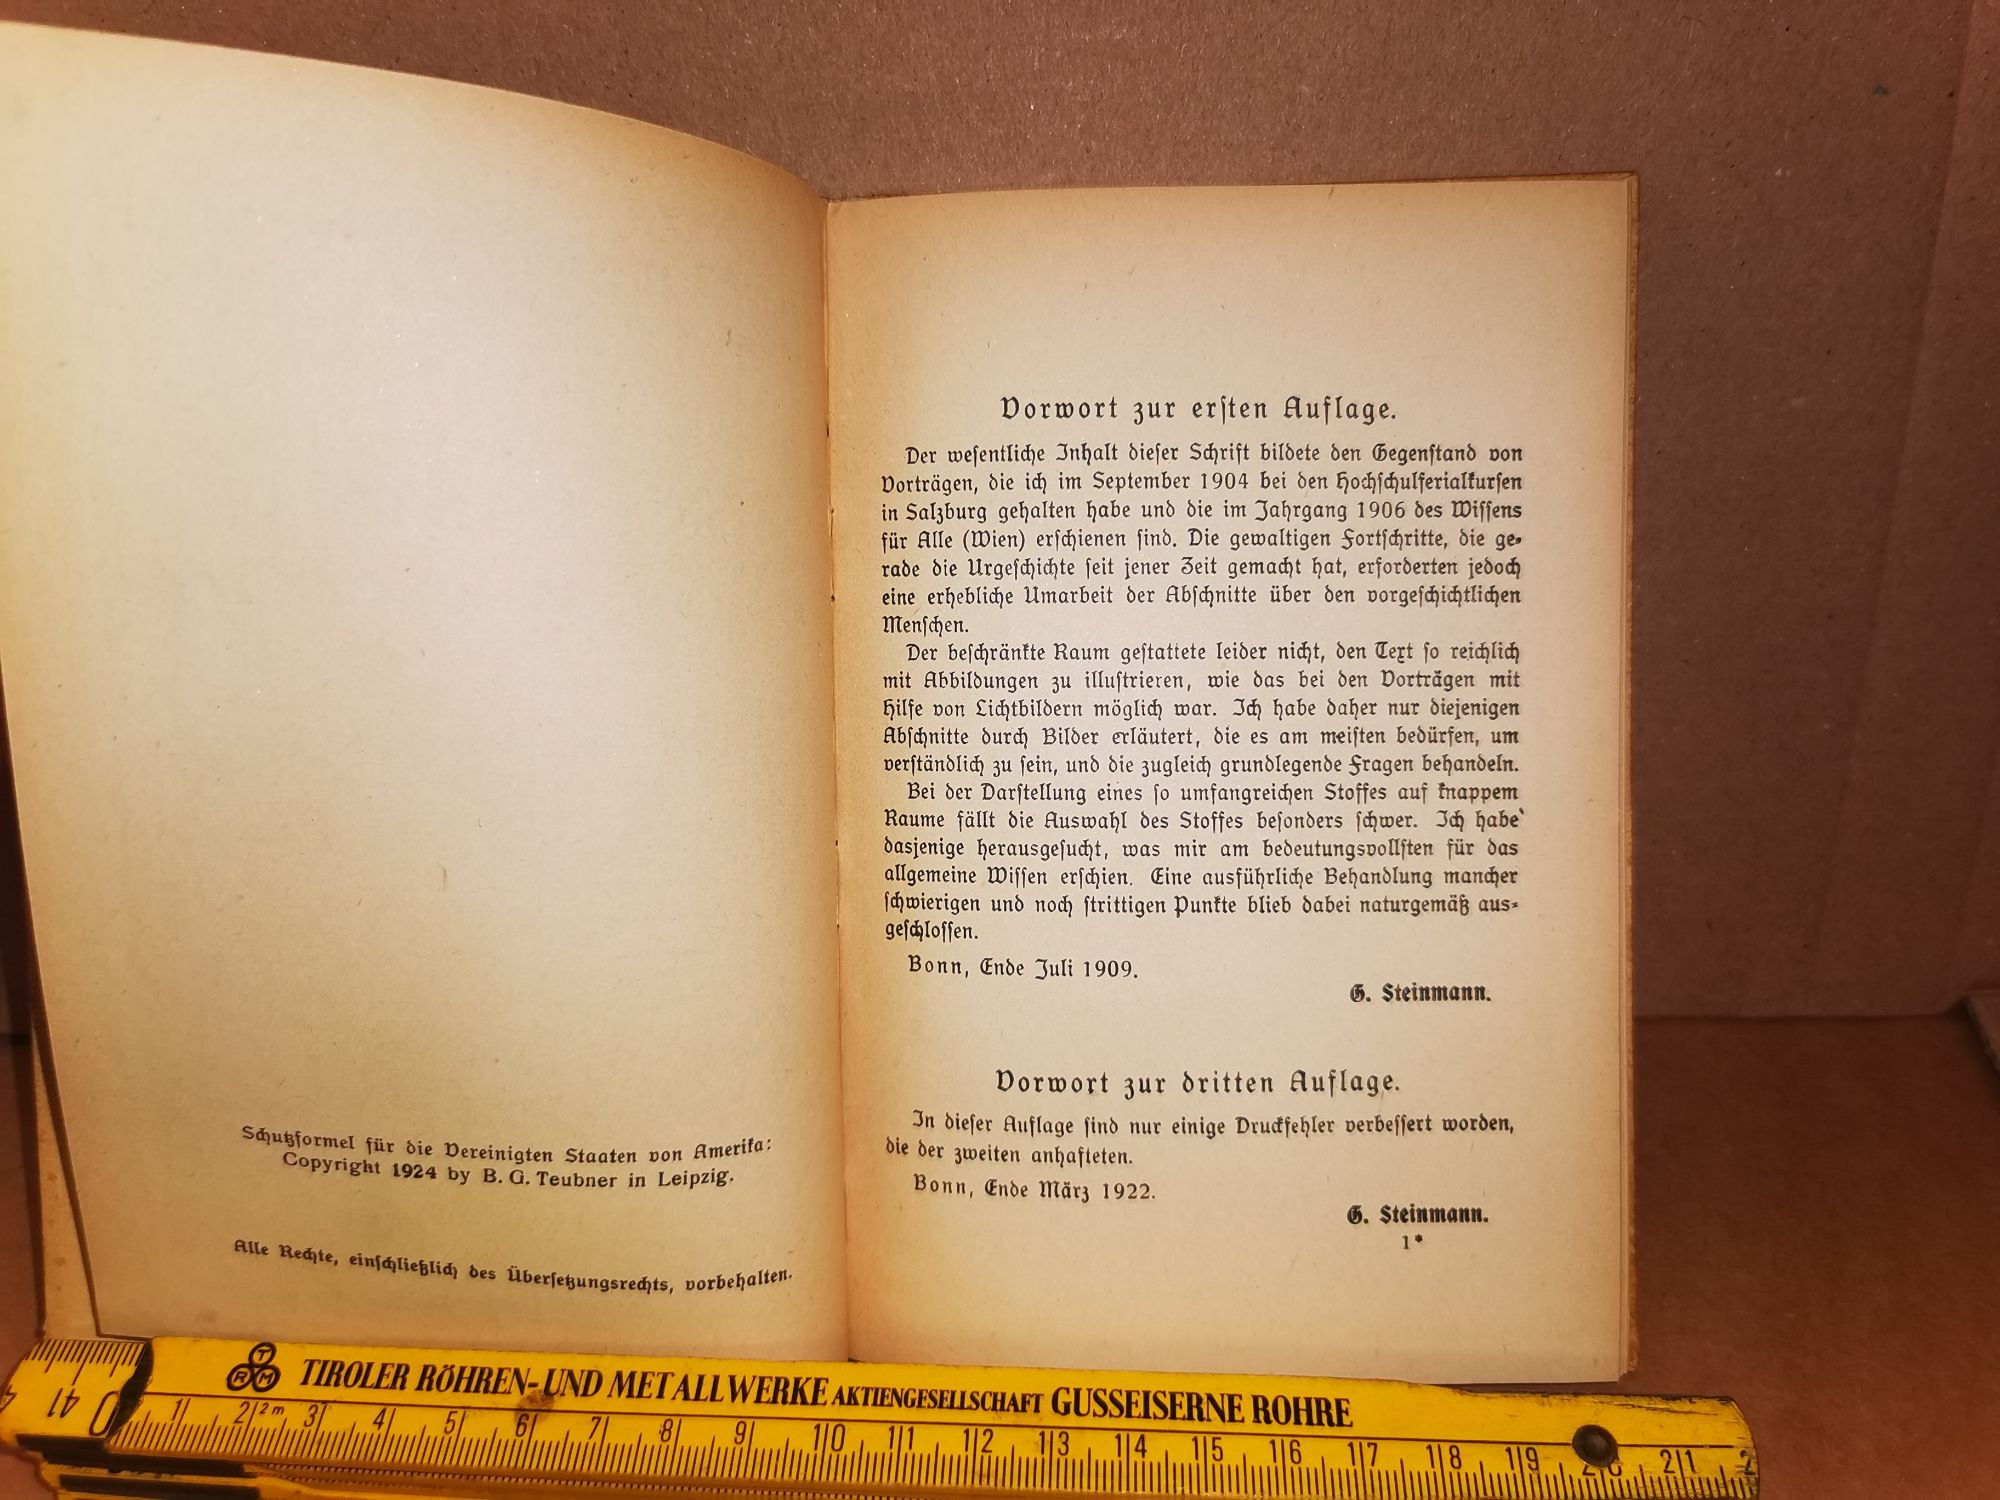 Schutzformel für die Vereinigten Staaten von Amerika:
Copyright 1924 by B. G. Teubner in Leipzig.
Alle Rechte, einschließlich des Übersetzungsrechts, vorbehalten.
Vorwort zur ersten Auflage.
Der wesentliche Inhalt dieser Schrift bildete den Gegenstand von
Vorträgen, die ich im September 1904 bei den Hochschulferialkursen
in Salzburg gehalten habe und die im Jahrgang 1906 des Wissens
für Alle (Wien) erschienen sind. Die gewaltigen Fortschritte, die ge-
rade die Urgeschichte seit jener Zeit gemacht hat, erforderten jedoch
eine erhebliche Umarbeit der Abschnitte über den vorgeschichtlichen
Menschen.
Der beschränkte Raum gestattete leider nicht, den Text so reichlich
mit Abbildungen zu illustrieren, wie das bei den Vorträgen mit
Hilfe von Lichtbildern möglich war. Ich habe daher nur diejenigen
Abschnitte durch Bilder erläutert, die es am meisten bedürfen, um
verständlich zu sein, und die zugleich grundlegende Fragen behandeln.
Bei der Darstellung eines so umfangreichen Stoffes auf knappem
Raume fällt die Auswahl des Stoffes besonders schwer. Ich habe
dasjenige herausgesucht, was mir am bedeutungsvollsten für das
allgemeine Wissen erschien. Eine ausführliche Behandlung mancher
schwierigen und noch strittigen Punkte blieb dabei naturgemäß aus-
geschlossen.
Bonn, Ende Juli 1909.
G. Steinmann.
Vorwort zur dritten Auflage.
In dieser Auflage sind nur einige Druckfehler verbessert worden,
die der zweiten anhafteten.
Bonn, Ende März 1922.
G. Steinmann.
1*
TRM TIROLER RÖHREN- UND METALLWERKE AKTIENGESELLSCHAFT GUSSEISERNE ROHRE
41 0 1 2 2m 3 4 5 6 7 8 9 10 11 12 13 14 15 16 17 18 19 20 21